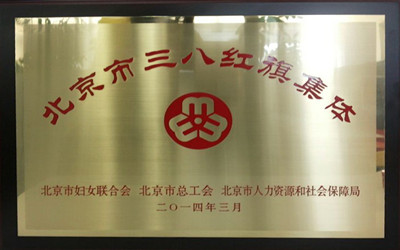 北京市三八红旗集体
北京市妇女联合会 北京市总工会 北京市人力资源和社会保障局
二〇一四年三月